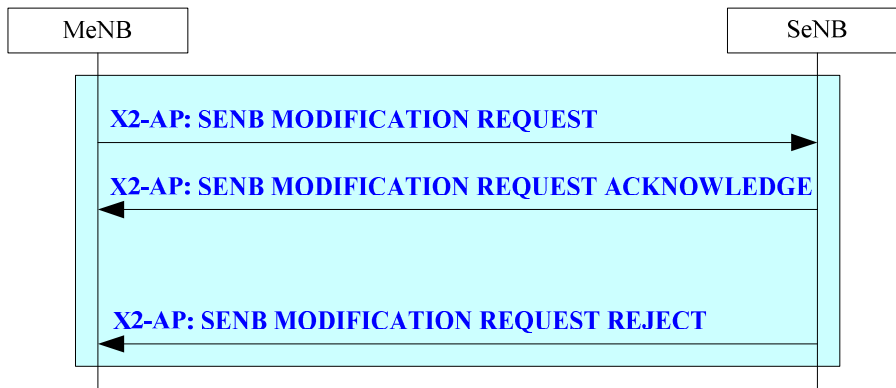 MeNB
SeNB
X2-AP: SENB MODIFICATION REQUEST
X2-AP: SENB MODIFICATION REQUEST ACKNOWLEDGE
X2-AP: SENB MODIFICATION REQUEST REJECT